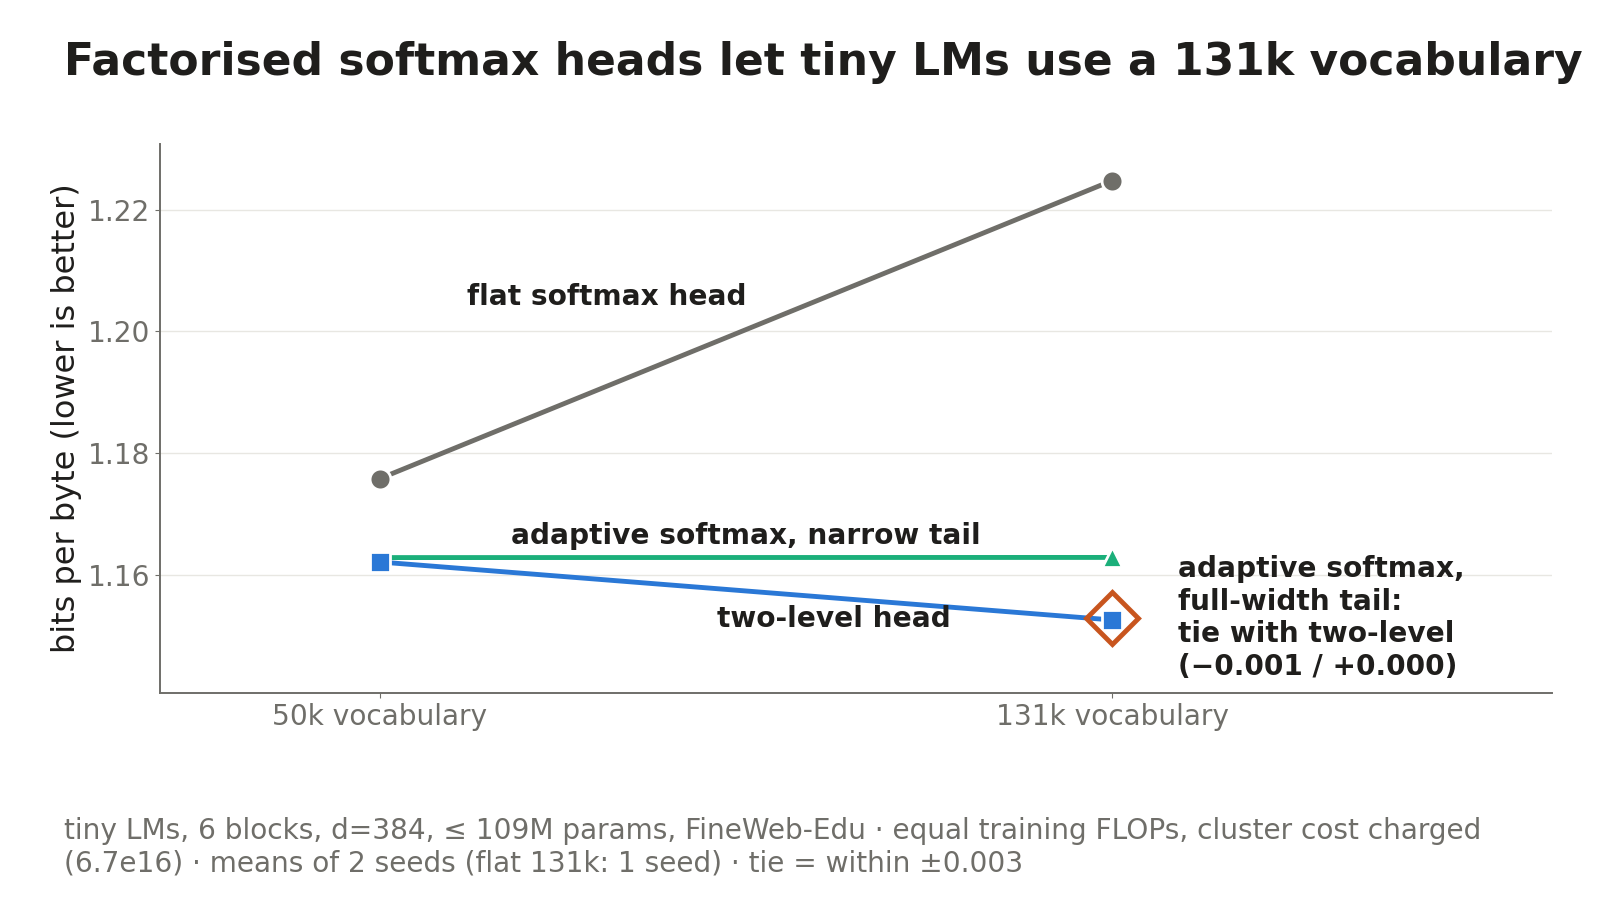 Factorised softmax heads let tiny LMs use a 131k vocabulary
bits per byte (lower is better)
1.22
1.20
1.18
1.16
flat softmax head
adaptive softmax, narrow tail
two-level head
adaptive softmax,
full-width tail:
tie with two-level
(−0.001 / +0.000)
50k vocabulary
131k vocabulary
tiny LMs, 6 blocks, d=384, ≤ 109M params, FineWeb-Edu · equal training FLOPs, cluster cost charged
(6.7e16) · means of 2 seeds (flat 131k: 1 seed) · tie = within ±0.003